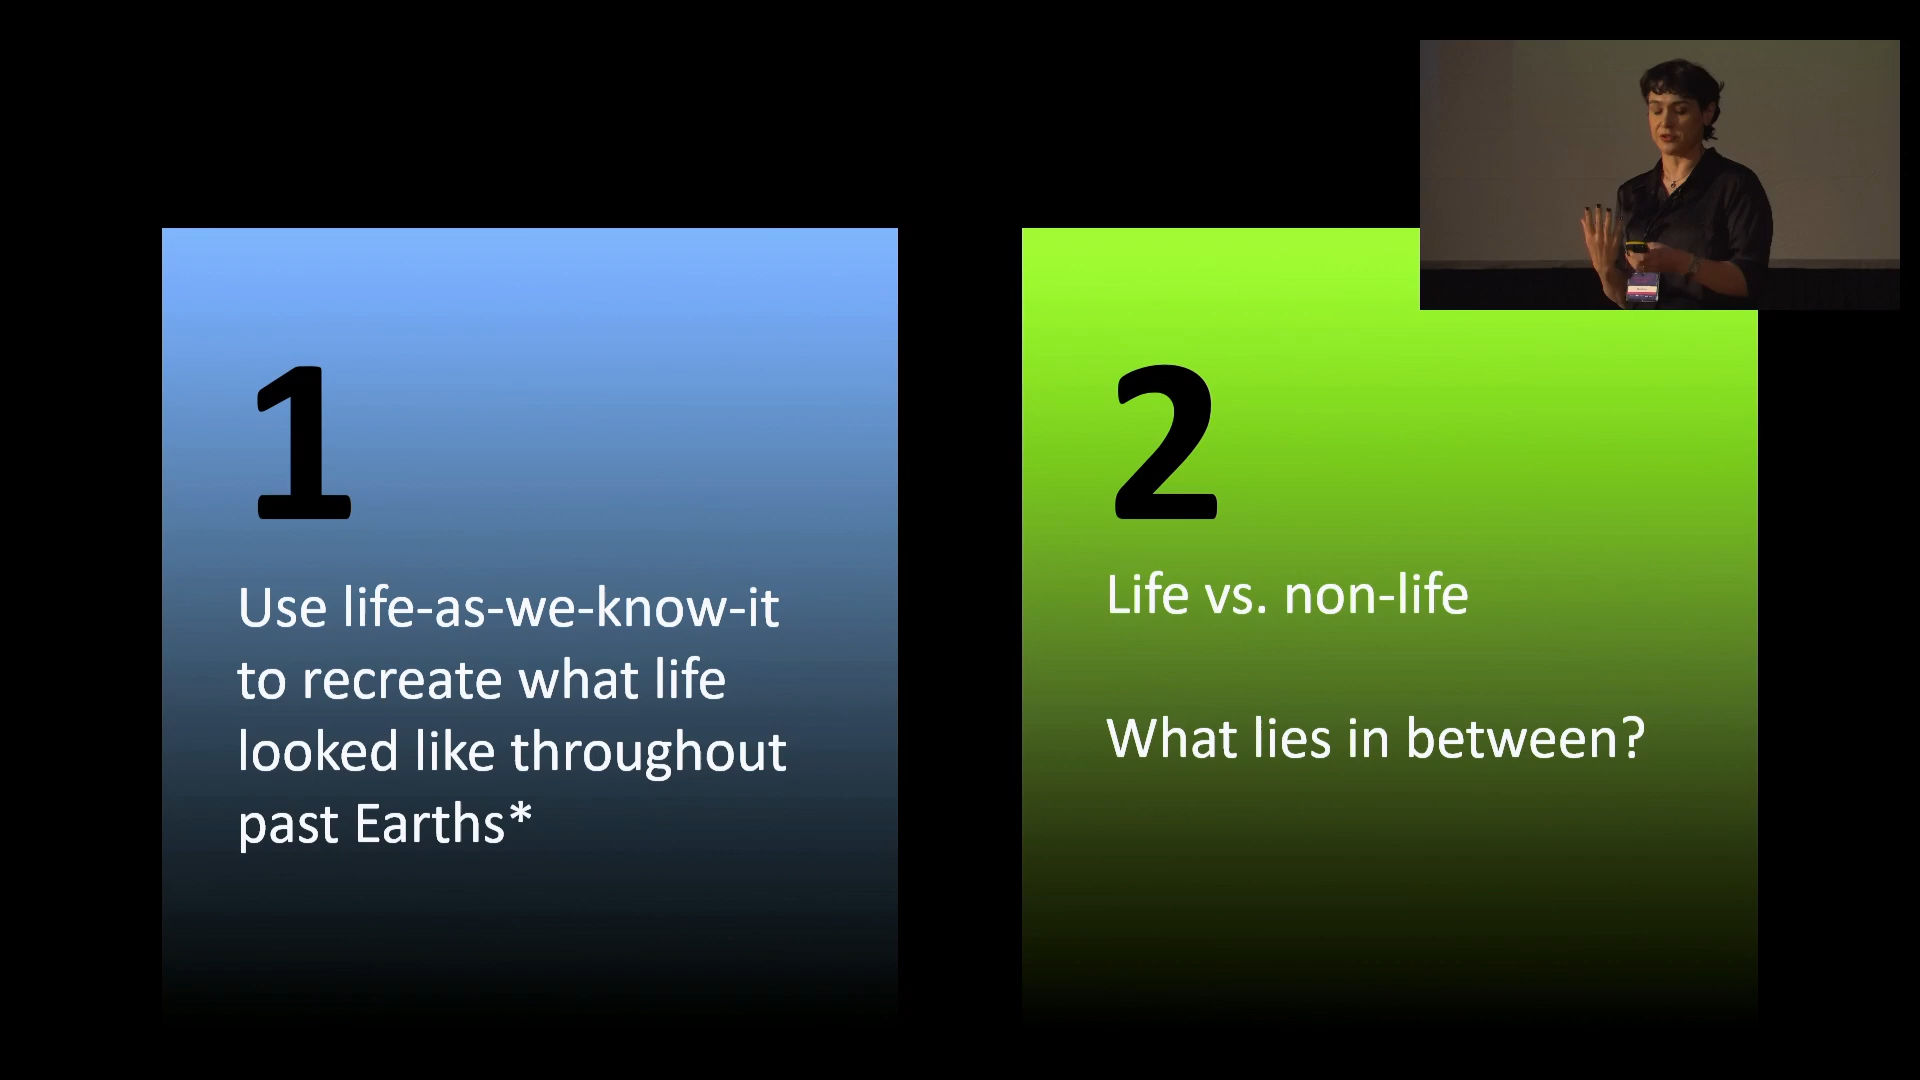 1
Use life-as-we-know-it
to recreate what life
looked like throughout
past Earths*
2
Life vs. non-life
What lies in between?